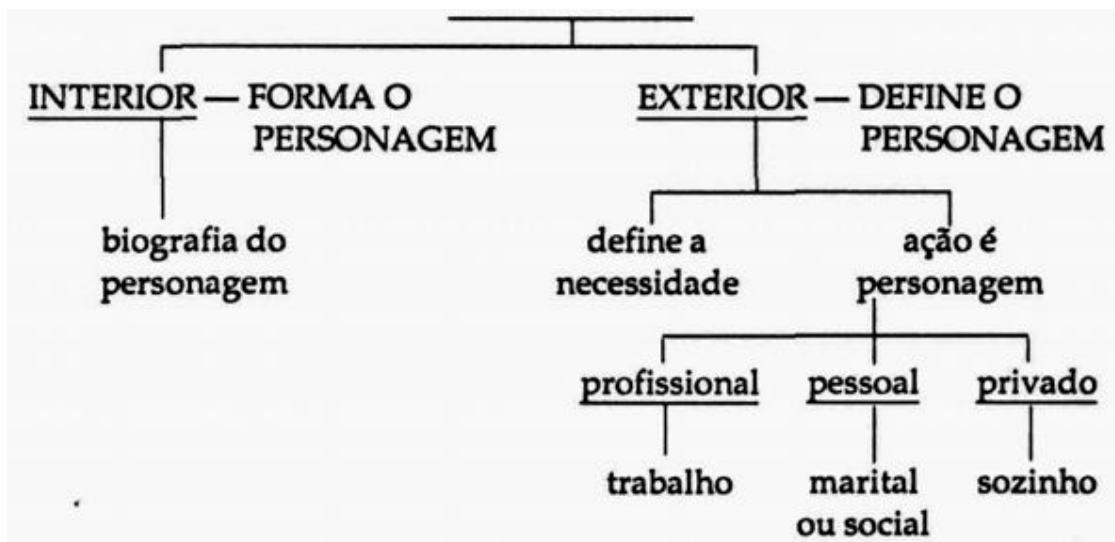 INTERIOR — FORMA O
PERSONAGEM
EXTERIOR — DEFINE O
PERSONAGEM
biografia do
personagem
define a
necessidade
ação é
personagem
profissional
pessoal
privado
trabalho
marital
ou social
sozinho